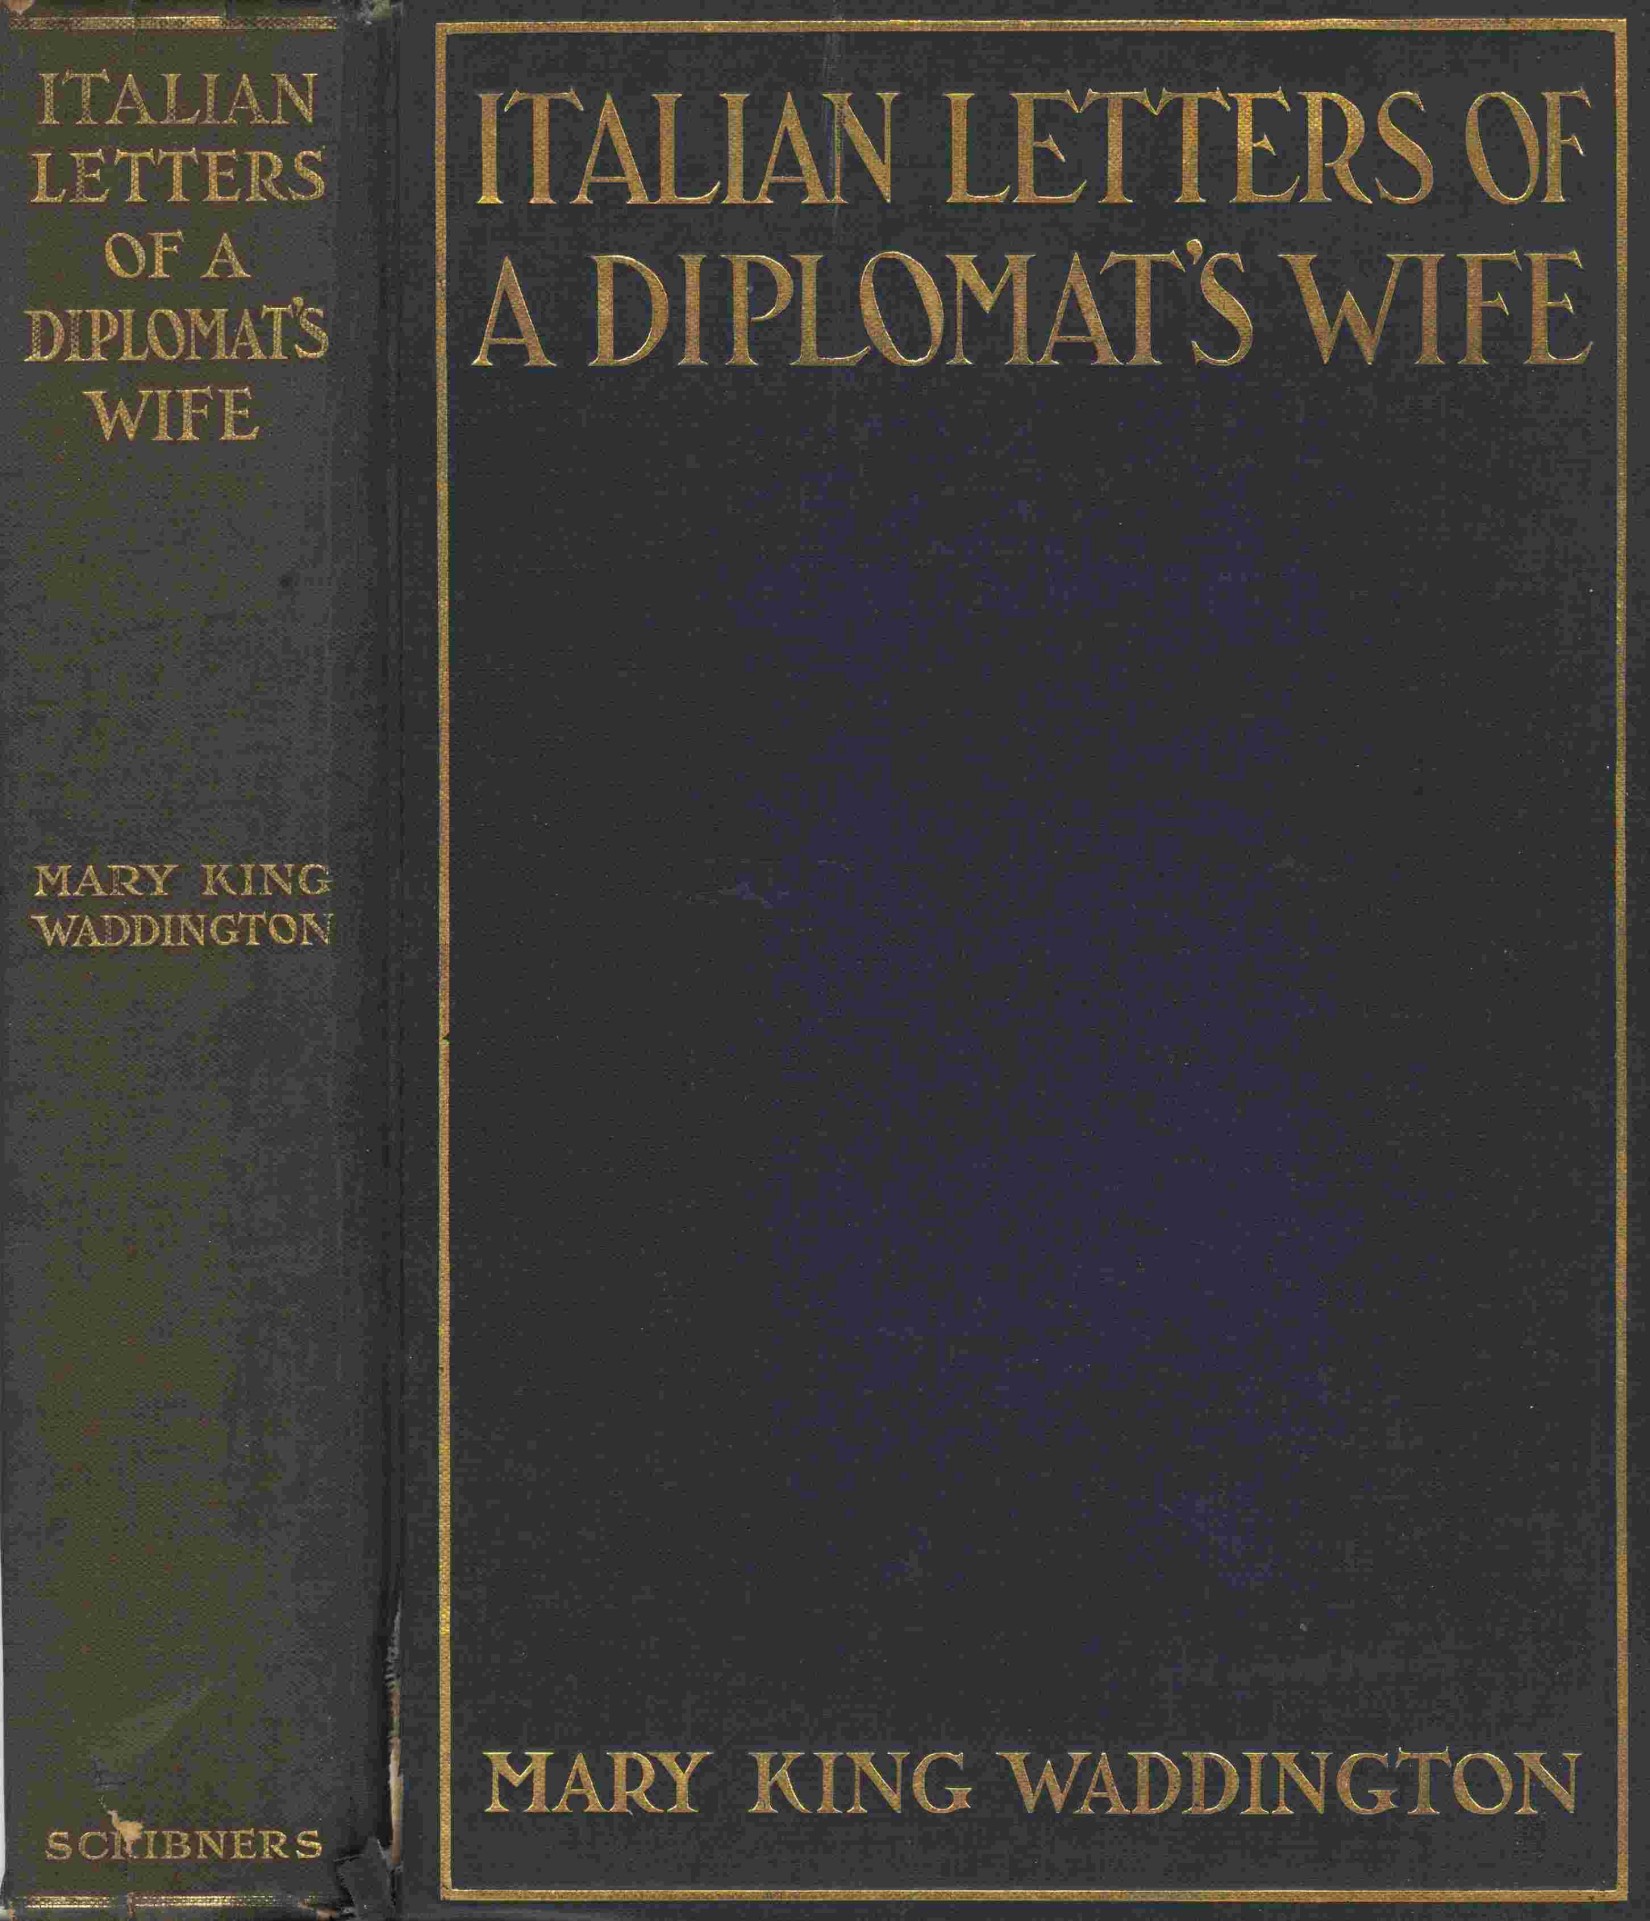 ITALIAN
LETTERS
OF A
DIPLOMAT'S
WIFE
MARY KING
WADDINGTON
SCRIBNERS
ITALIAN LETTERS OF
A DIPLOMAT'S WIFE
MARY KING WADDINGTON